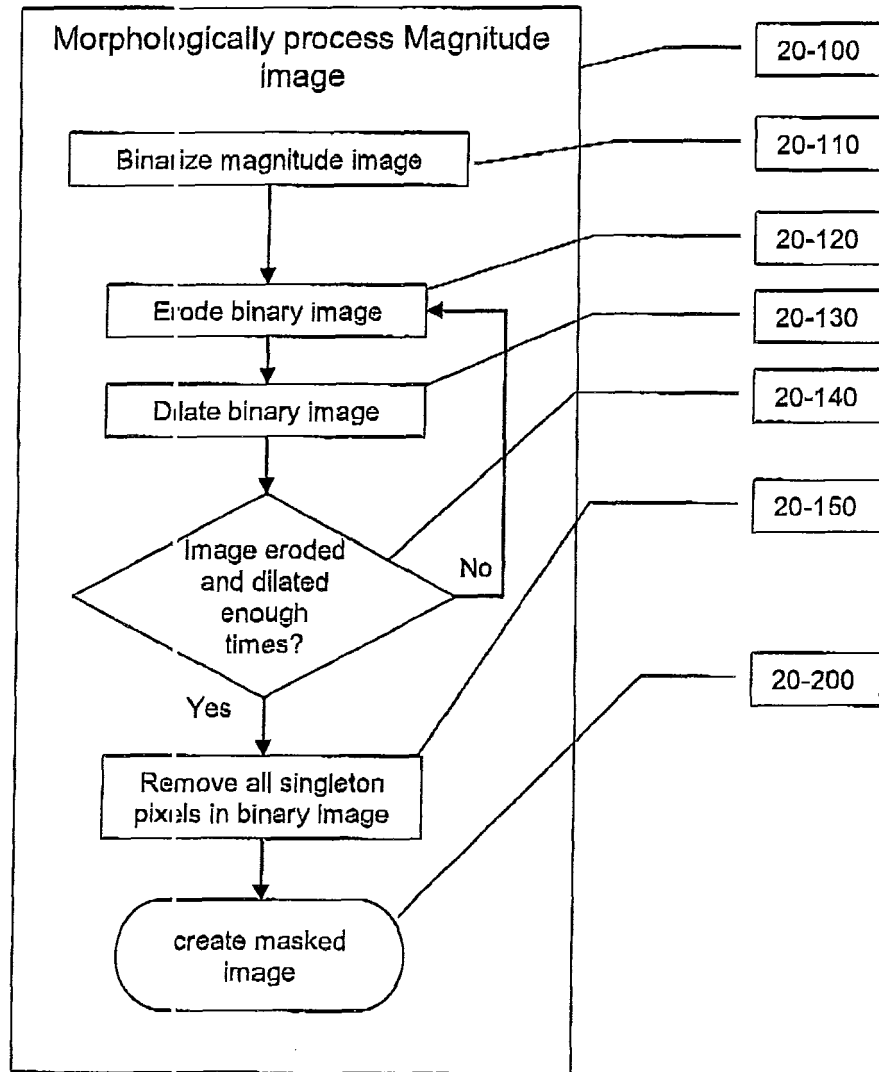 Morphologically process Magnitude
image
20-100
Binarize magnitude image
20-110
20-120
Erode binary image
20-130
Dilate binary image
20-140
Image eroded
and dilated
enough
times?
No
20-150
Yes
20-200
Remove all singleton
pixels in binary image
create masked
image